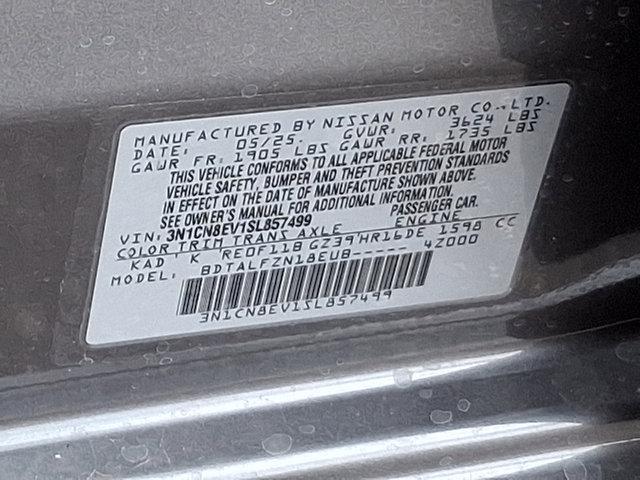 MANUFACTURED BY NISSAN MOTOR CO.,LTD.
DATE: 05/25. GVWR: 3624 LBS
GAWR FR: 1905 LBS GAWR RR: 1735 LBS
THIS VEHICLE CONFORMS TO ALL APPLICABLE FEDERAL MOTOR
VEHICLE SAFETY, BUMPER AND THEFT PREVENTION STANDARDS
IN EFFECT ON THE DATE OF MANUFACTURE SHOWN ABOVE.
SEE OWNER'S MANUAL FOR ADDITIONAL INFORMATION.
VIN: 3N1CN8EV1SL857499 PASSENGER CAR.
COLOR TRIM TRANS AXLE ENGINE
KAD K RE0F11B GZ39 HR16DE 1598 CC
MODEL: BDTALFZN18EUB----- 4Z000
3N1CN8EV1SL857499